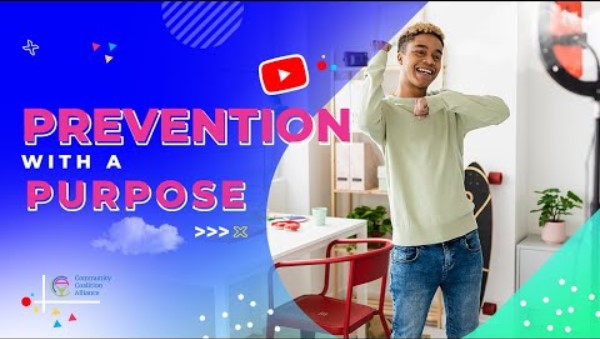 PREVENTION
WITH A
PURPOSE
>>>
Community
Coalition
Alliance